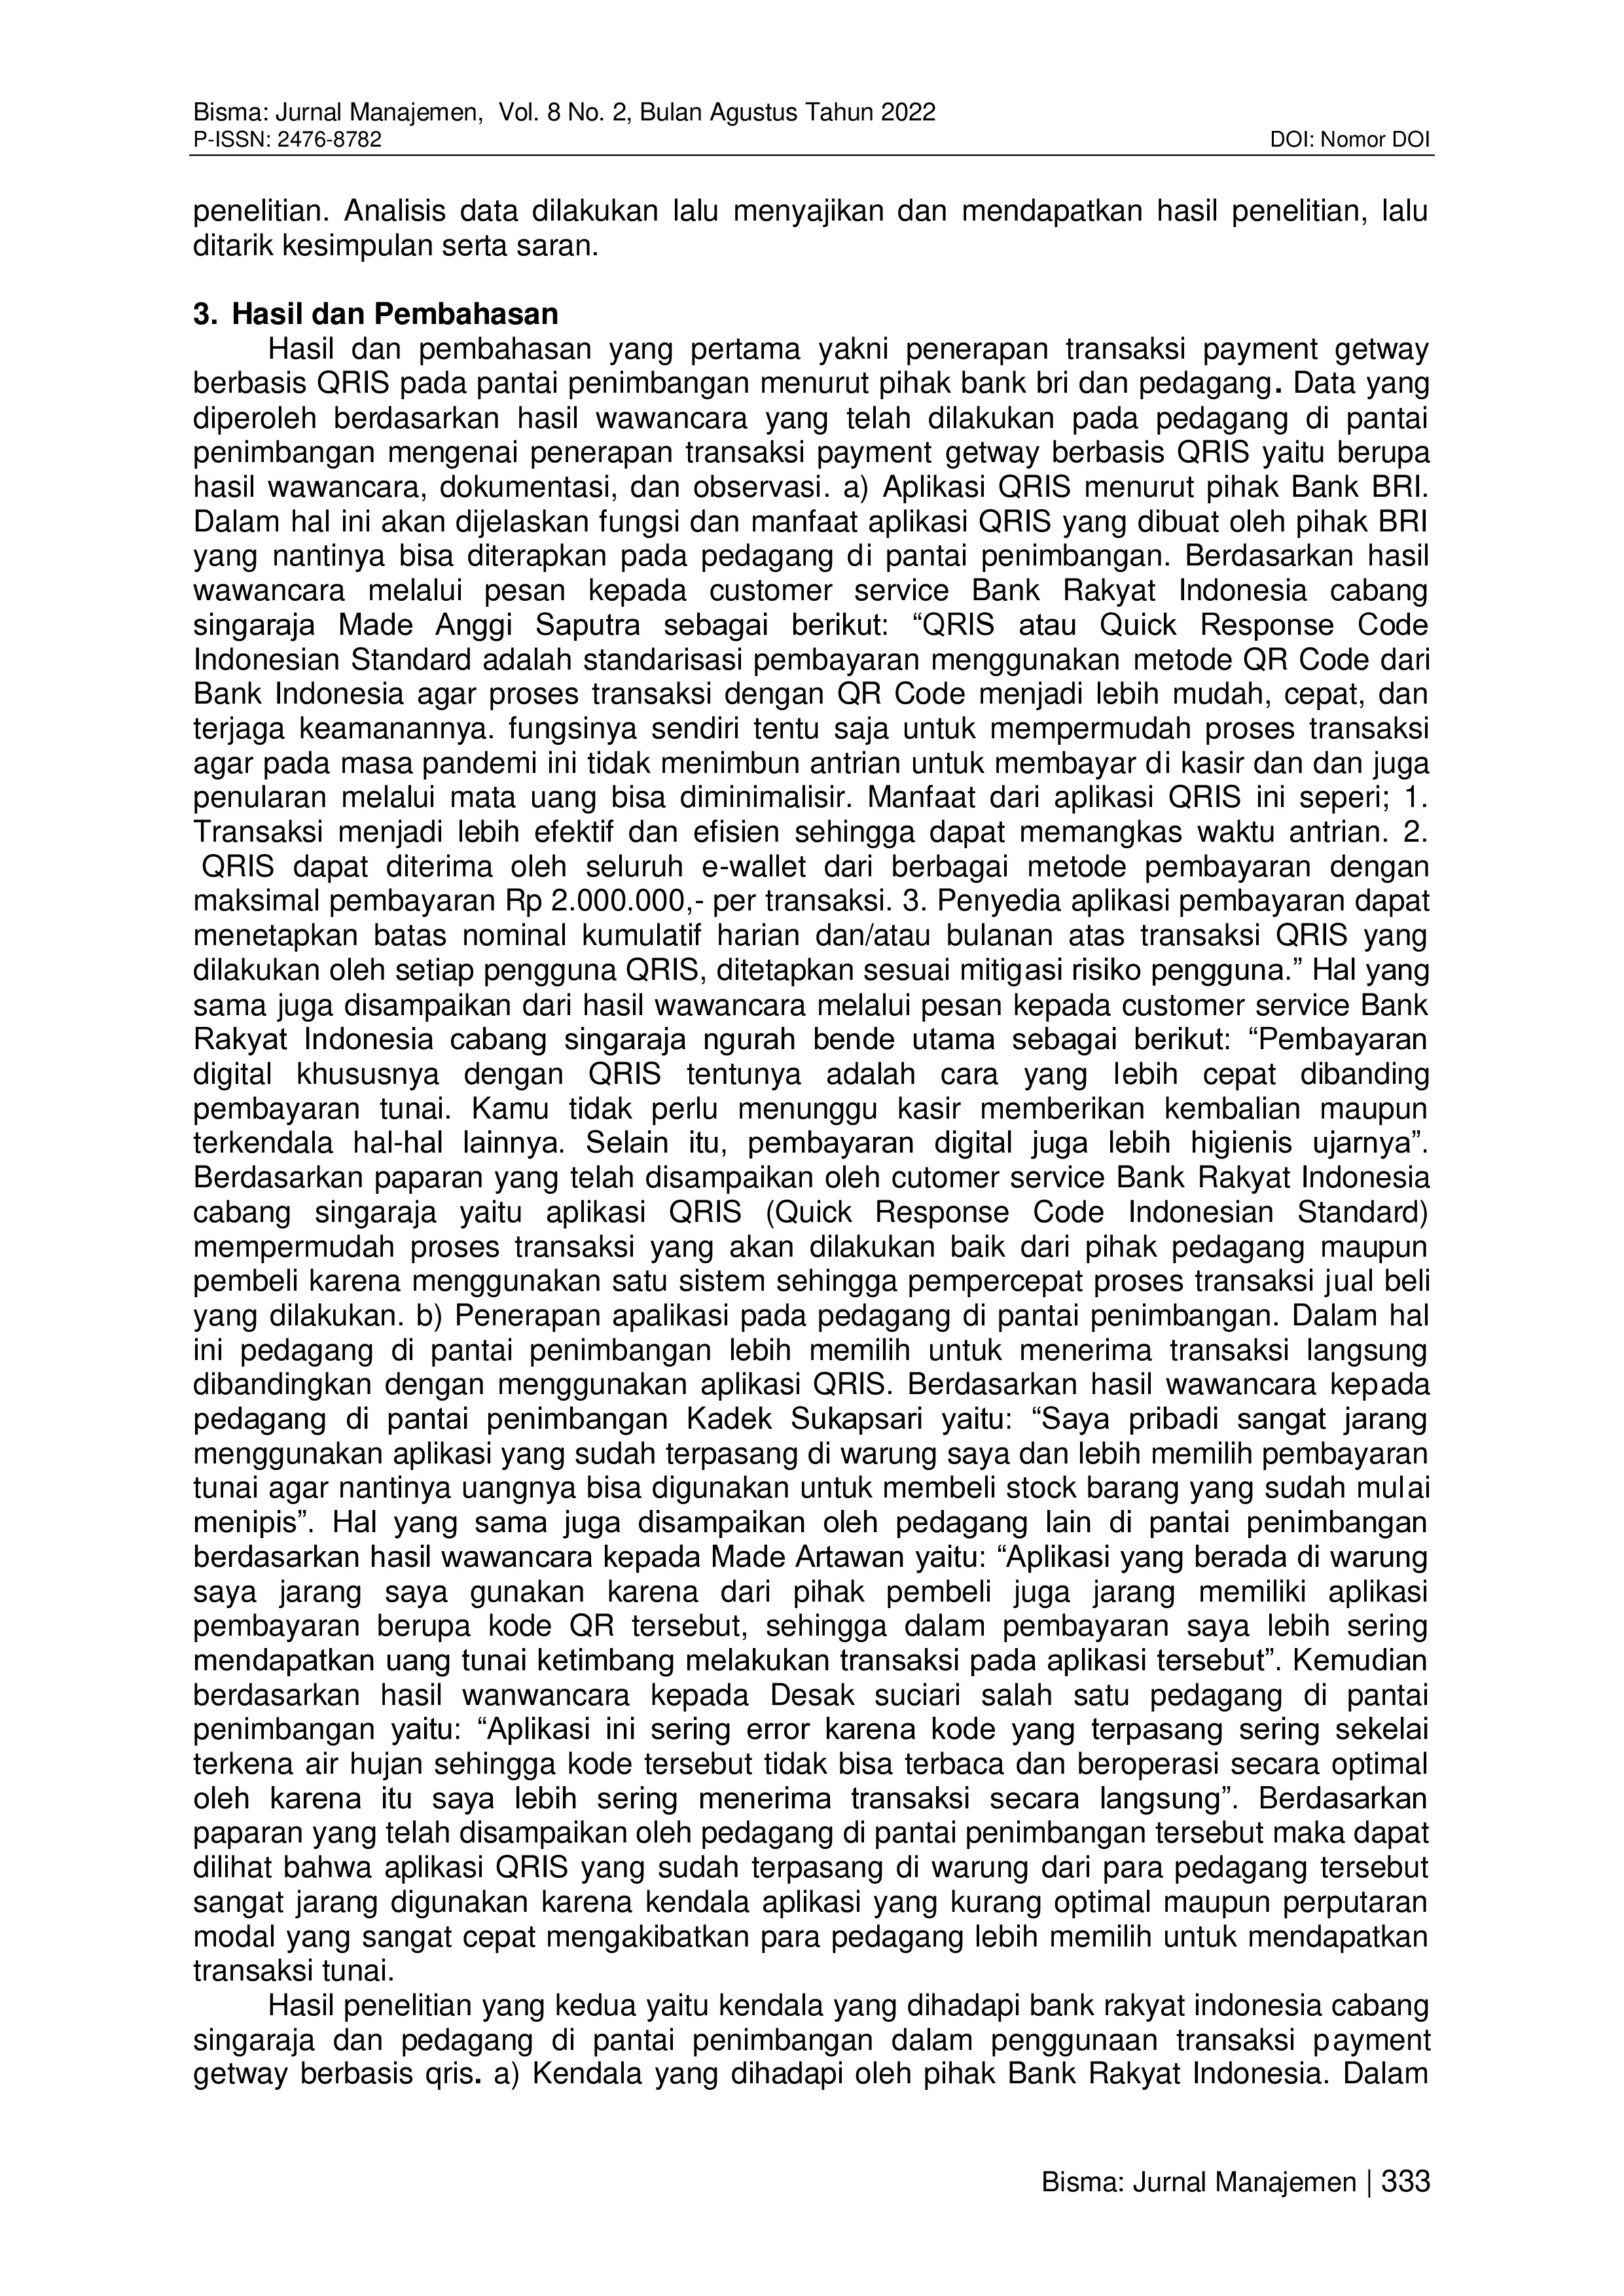 Bisma: Jurnal Manajemen,  Vol. 8 No. 2, Bulan Agustus Tahun 2022
P-ISSN: 2476-8782 DOI: Nomor DOI
penelitian. Analisis data dilakukan lalu menyajikan dan mendapatkan hasil penelitian, lalu
ditarik kesimpulan serta saran.
3. Hasil dan Pembahasan
Hasil dan pembahasan yang pertama yakni penerapan transaksi payment getway
berbasis QRIS pada pantai penimbangan menurut pihak bank bri dan pedagang. Data yang
diperoleh berdasarkan hasil wawancara yang telah dilakukan pada pedagang di pantai
penimbangan mengenai penerapan transaksi payment getway berbasis QRIS yaitu berupa
hasil wawancara, dokumentasi, dan observasi. a) Aplikasi QRIS menurut pihak Bank BRI.
Dalam hal ini akan dijelaskan fungsi dan manfaat aplikasi QRIS yang dibuat oleh pihak BRI
yang nantinya bisa diterapkan pada pedagang di pantai penimbangan. Berdasarkan hasil
wawancara melalui pesan kepada customer service Bank Rakyat Indonesia cabang
singaraja Made Anggi Saputra sebagai berikut: “QRIS atau Quick Response Code
Indonesian Standard adalah standarisasi pembayaran menggunakan metode QR Code dari
Bank Indonesia agar proses transaksi dengan QR Code menjadi lebih mudah, cepat, dan
terjaga keamanannya. fungsinya sendiri tentu saja untuk mempermudah proses transaksi
agar pada masa pandemi ini tidak menimbun antrian untuk membayar di kasir dan dan juga
penularan melalui mata uang bisa diminimalisir. Manfaat dari aplikasi QRIS ini seperi; 1.
Transaksi menjadi lebih efektif dan efisien sehingga dapat memangkas waktu antrian. 2.
QRIS dapat diterima oleh seluruh e-wallet dari berbagai metode pembayaran dengan
maksimal pembayaran Rp 2.000.000,- per transaksi. 3. Penyedia aplikasi pembayaran dapat
menetapkan batas nominal kumulatif harian dan/atau bulanan atas transaksi QRIS yang
dilakukan oleh setiap pengguna QRIS, ditetapkan sesuai mitigasi risiko pengguna.” Hal yang
sama juga disampaikan dari hasil wawancara melalui pesan kepada customer service Bank
Rakyat Indonesia cabang singaraja ngurah bende utama sebagai berikut: “Pembayaran
digital khususnya dengan QRIS tentunya adalah cara yang lebih cepat dibanding
pembayaran tunai. Kamu tidak perlu menunggu kasir memberikan kembalian maupun
terkendala hal-hal lainnya. Selain itu, pembayaran digital juga lebih higienis ujarnya”.
Berdasarkan paparan yang telah disampaikan oleh cutomer service Bank Rakyat Indonesia
cabang singaraja yaitu aplikasi QRIS (Quick Response Code Indonesian Standard)
mempermudah proses transaksi yang akan dilakukan baik dari pihak pedagang maupun
pembeli karena menggunakan satu sistem sehingga pempercepat proses transaksi jual beli
yang dilakukan. b) Penerapan apalikasi pada pedagang di pantai penimbangan. Dalam hal
ini pedagang di pantai penimbangan lebih memilih untuk menerima transaksi langsung
dibandingkan dengan menggunakan aplikasi QRIS. Berdasarkan hasil wawancara kepada
pedagang di pantai penimbangan Kadek Sukapsari yaitu: “Saya pribadi sangat jarang
menggunakan aplikasi yang sudah terpasang di warung saya dan lebih memilih pembayaran
tunai agar nantinya uangnya bisa digunakan untuk membeli stock barang yang sudah mulai
menipis”. Hal yang sama juga disampaikan oleh pedagang lain di pantai penimbangan
berdasarkan hasil wawancara kepada Made Artawan yaitu: “Aplikasi yang berada di warung
saya jarang saya gunakan karena dari pihak pembeli juga jarang memiliki aplikasi
pembayaran berupa kode QR tersebut, sehingga dalam pembayaran saya lebih sering
mendapatkan uang tunai ketimbang melakukan transaksi pada aplikasi tersebut”. Kemudian
berdasarkan hasil wanwancara kepada Desak suciari salah satu pedagang di pantai
penimbangan yaitu: “Aplikasi ini sering error karena kode yang terpasang sering sekelai
terkena air hujan sehingga kode tersebut tidak bisa terbaca dan beroperasi secara optimal
oleh karena itu saya lebih sering menerima transaksi secara langsung”. Berdasarkan
paparan yang telah disampaikan oleh pedagang di pantai penimbangan tersebut maka dapat
dilihat bahwa aplikasi QRIS yang sudah terpasang di warung dari para pedagang tersebut
sangat jarang digunakan karena kendala aplikasi yang kurang optimal maupun perputaran
modal yang sangat cepat mengakibatkan para pedagang lebih memilih untuk mendapatkan
transaksi tunai.
Hasil penelitian yang kedua yaitu kendala yang dihadapi bank rakyat indonesia cabang
singaraja dan pedagang di pantai penimbangan dalam penggunaan transaksi payment
getway berbasis qris. a) Kendala yang dihadapi oleh pihak Bank Rakyat Indonesia. Dalam
Bisma: Jurnal Manajemen | 333